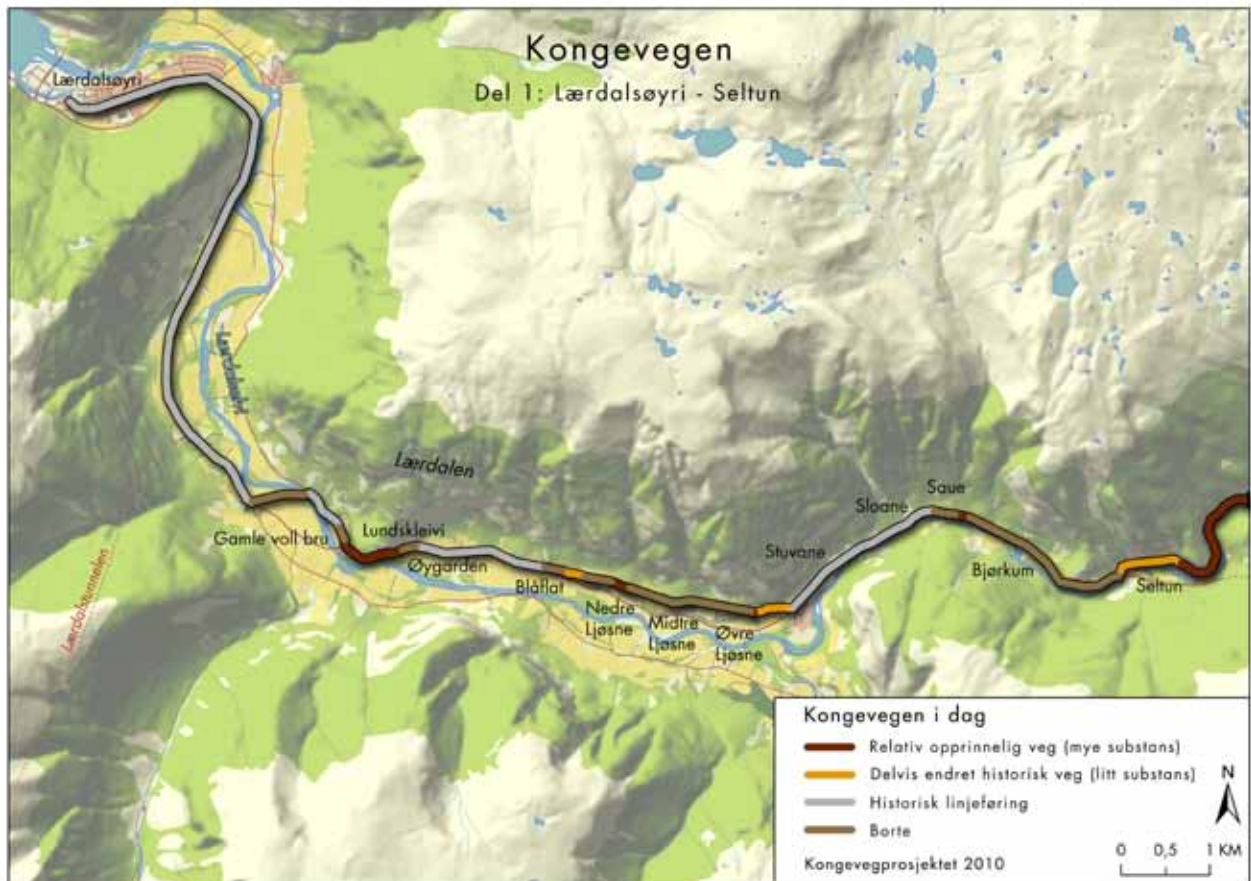 Kongevegen
Del 1: Lærdalsøyri - Seltun
Lærdalsøyri
Lærdalselvi
Lærdalen
Saue
Sloane
Lundskleivi
Gamle voll bru
Stuvane
Øygarden
Bjørkum
Seltun
Blåflat
Nedre
Ljøsne
Midtre
Ljøsne
Øvre
Ljøsne
Lærdalstunnelen
Kongevegen i dag
Relativ opprinnelig veg (mye substans)
Delvis endret historisk veg (litt substans)
Historisk linjeføring
Borte
N
Kongevegprosjektet 2010
0 0,5 1 KM